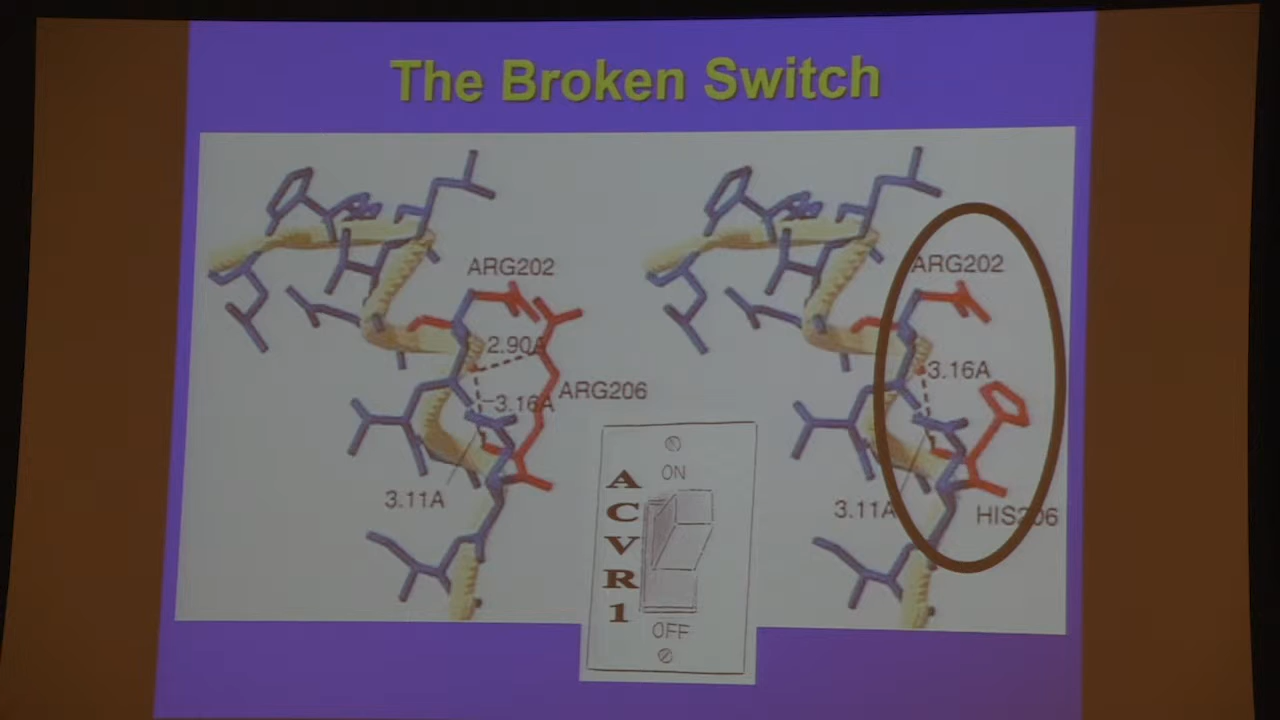 The Broken Switch
ARG202
2.90A
ARG206
3.16A
3.11A
ARG202
3.16A
3.11A
HIS206
ACVR1
ON
OFF